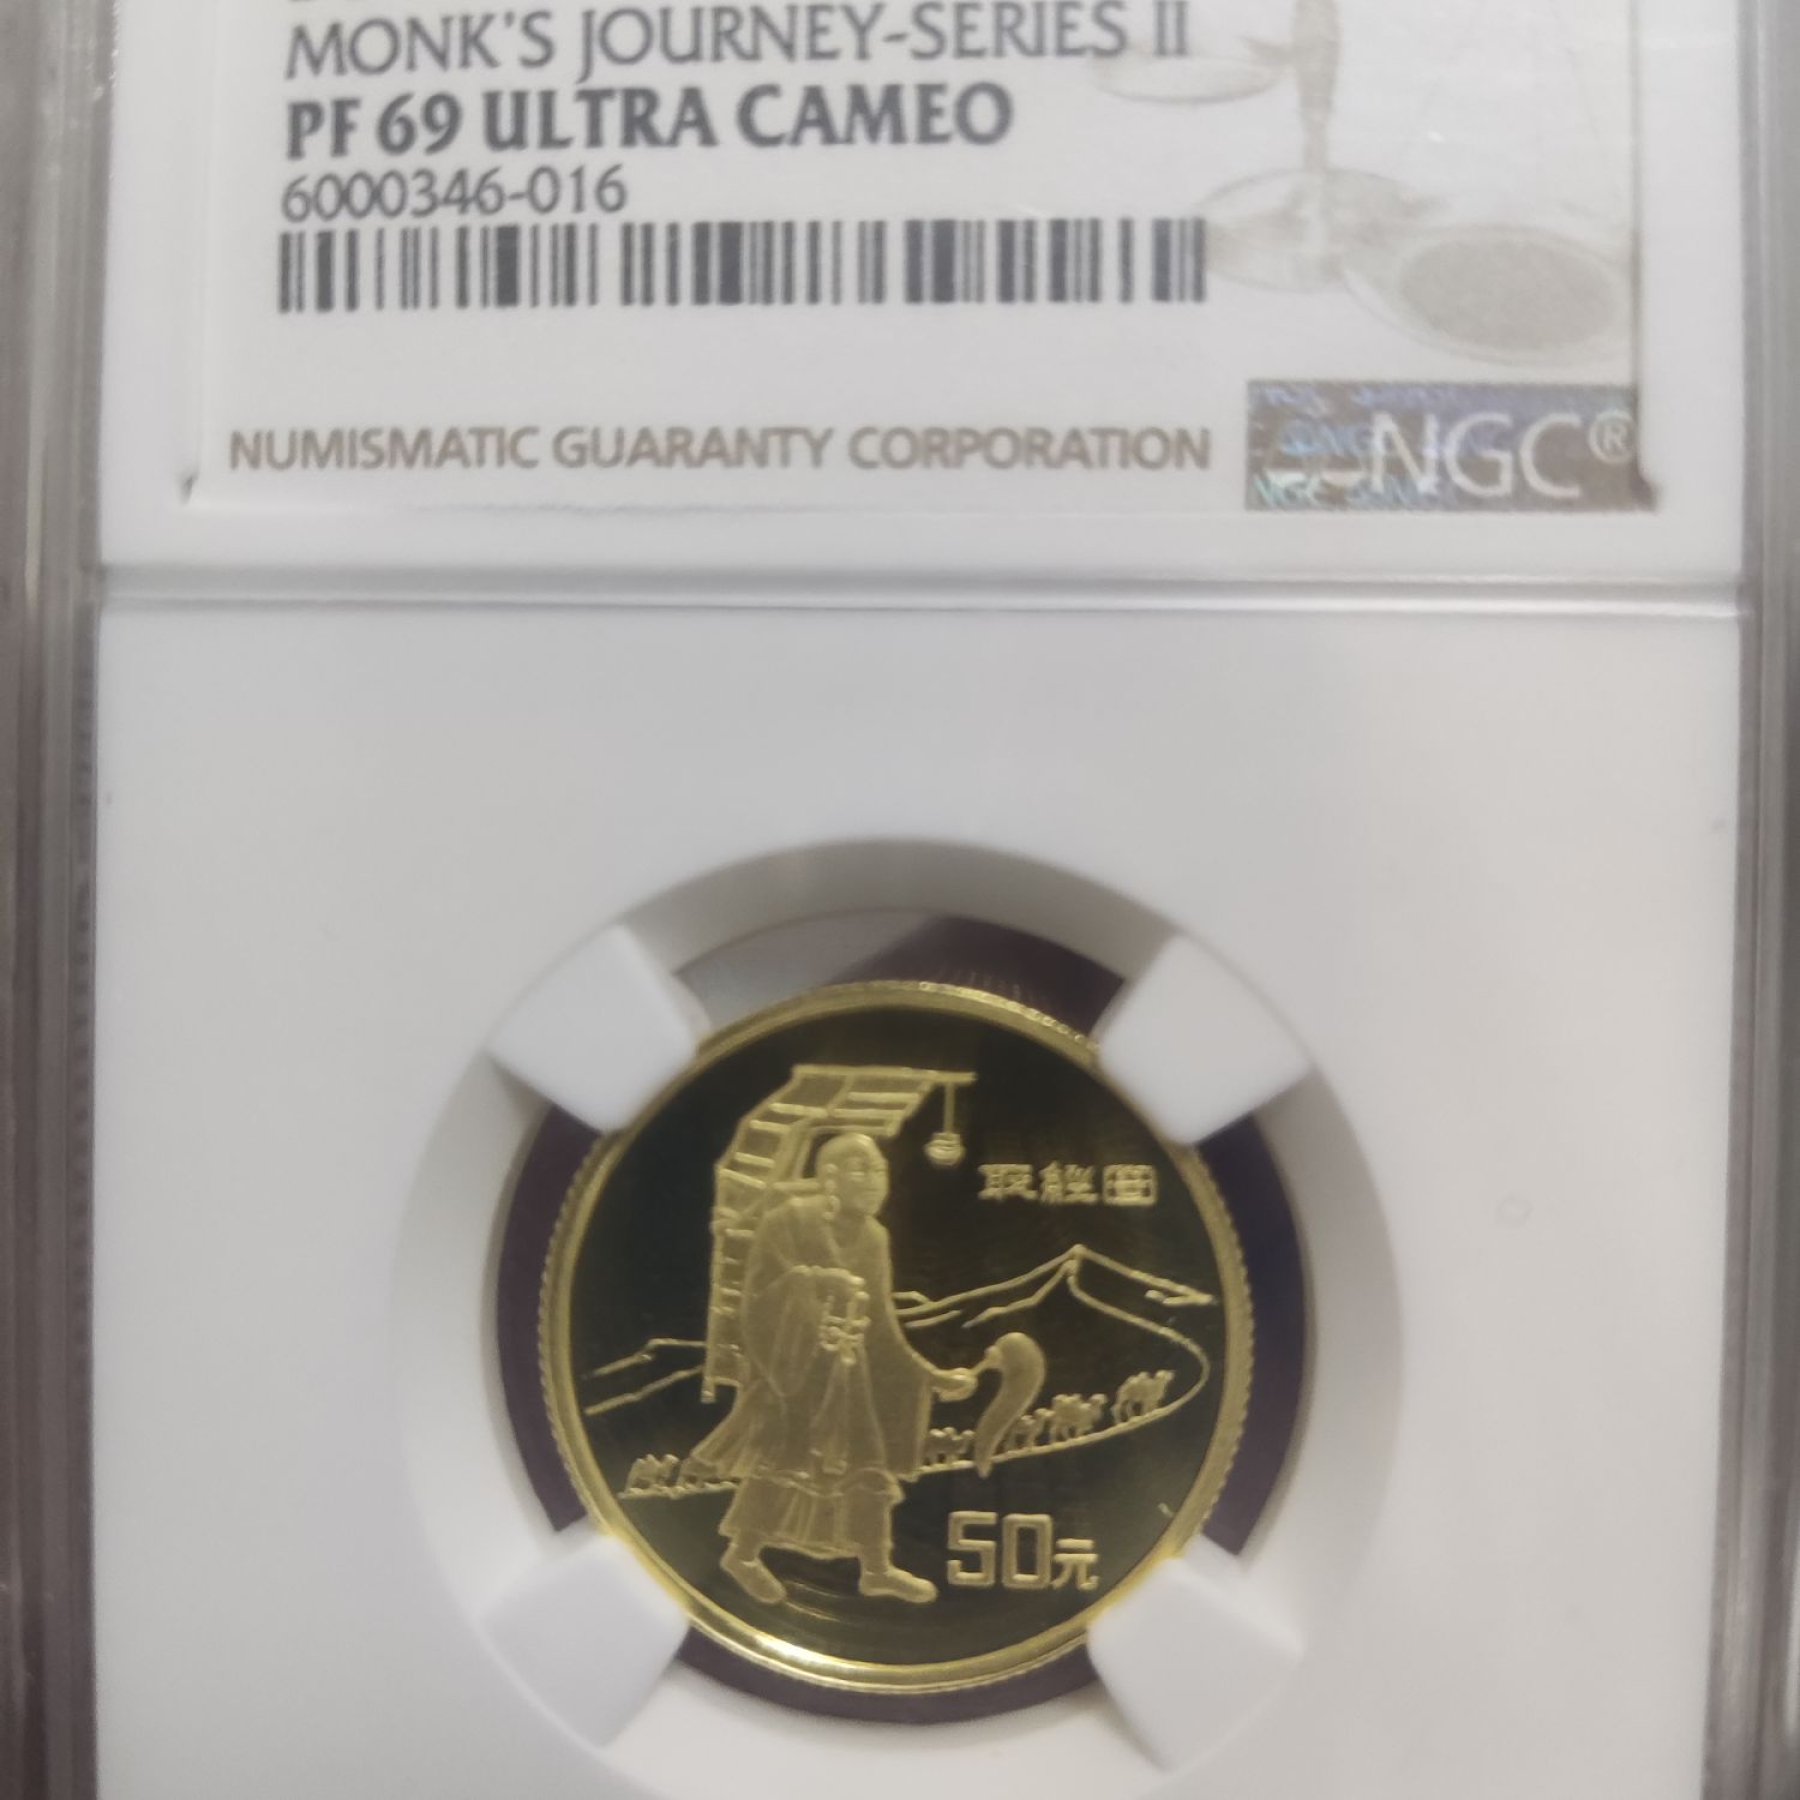 MONK'S JOURNEY-SERIES II
PF 69 ULTRA CAMEO
6000346-016
NUMISMATIC GUARANTY CORPORATION
NGC®
取經圖
50元